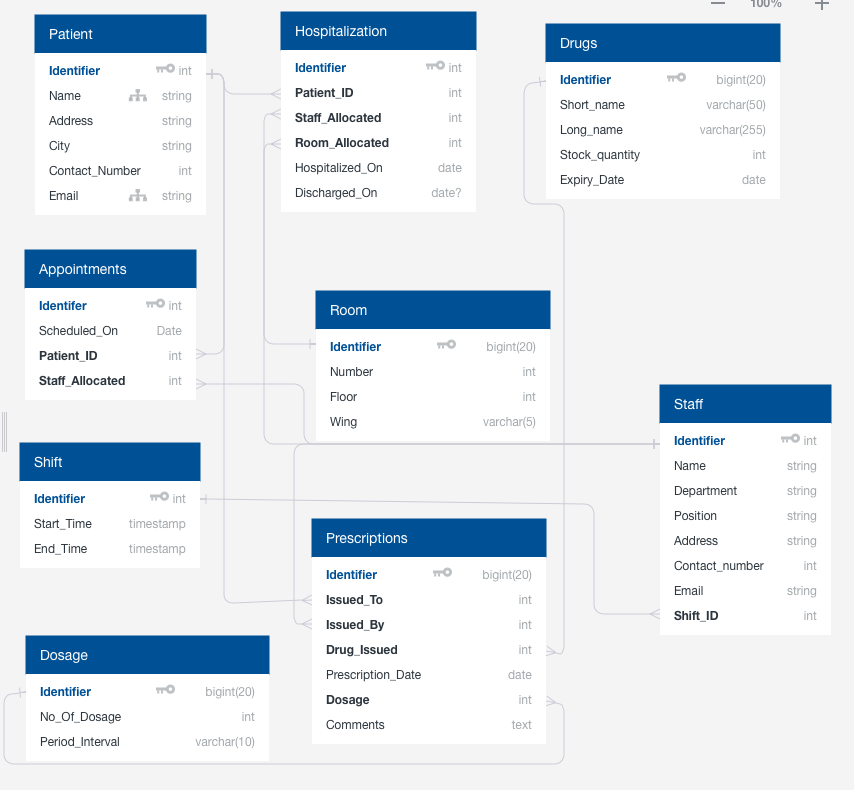 100%
Patient
Identifier int
Name string
Address string
City string
Contact_Number int
Email string
Hospitalization
Identifier int
Patient_ID int
Staff_Allocated int
Room_Allocated int
Hospitalized_On date
Discharged_On date?
Drugs
Identifier bigint(20)
Short_name varchar(50)
Long_name varchar(255)
Stock_quantity int
Expiry_Date date
Appointments
Identifer int
Scheduled_On Date
Patient_ID int
Staff_Allocated int
Room
Identifier bigint(20)
Number int
Floor int
Wing varchar(5)
Staff
Identifier int
Name string
Department string
Position string
Address string
Contact_number int
Email string
Shift_ID int
Shift
Identifier int
Start_Time timestamp
End_Time timestamp
Prescriptions
Identifier bigint(20)
Issued_To int
Issued_By int
Drug_Issued int
Prescription_Date date
Dosage int
Comments text
Dosage
Identifier bigint(20)
No_Of_Dosage int
Period_Interval varchar(10)